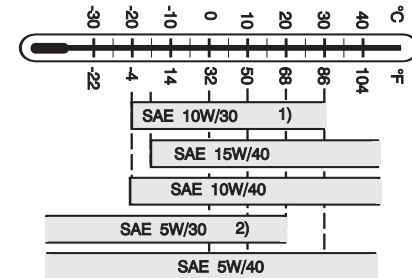 -30 -20 -10 0 10 20 30 40 °C
-22 -4 14 32 50 68 86 104 °F
SAE 10W/30 1)
SAE 15W/40
SAE 10W/40
SAE 5W/30 2)
SAE 5W/40